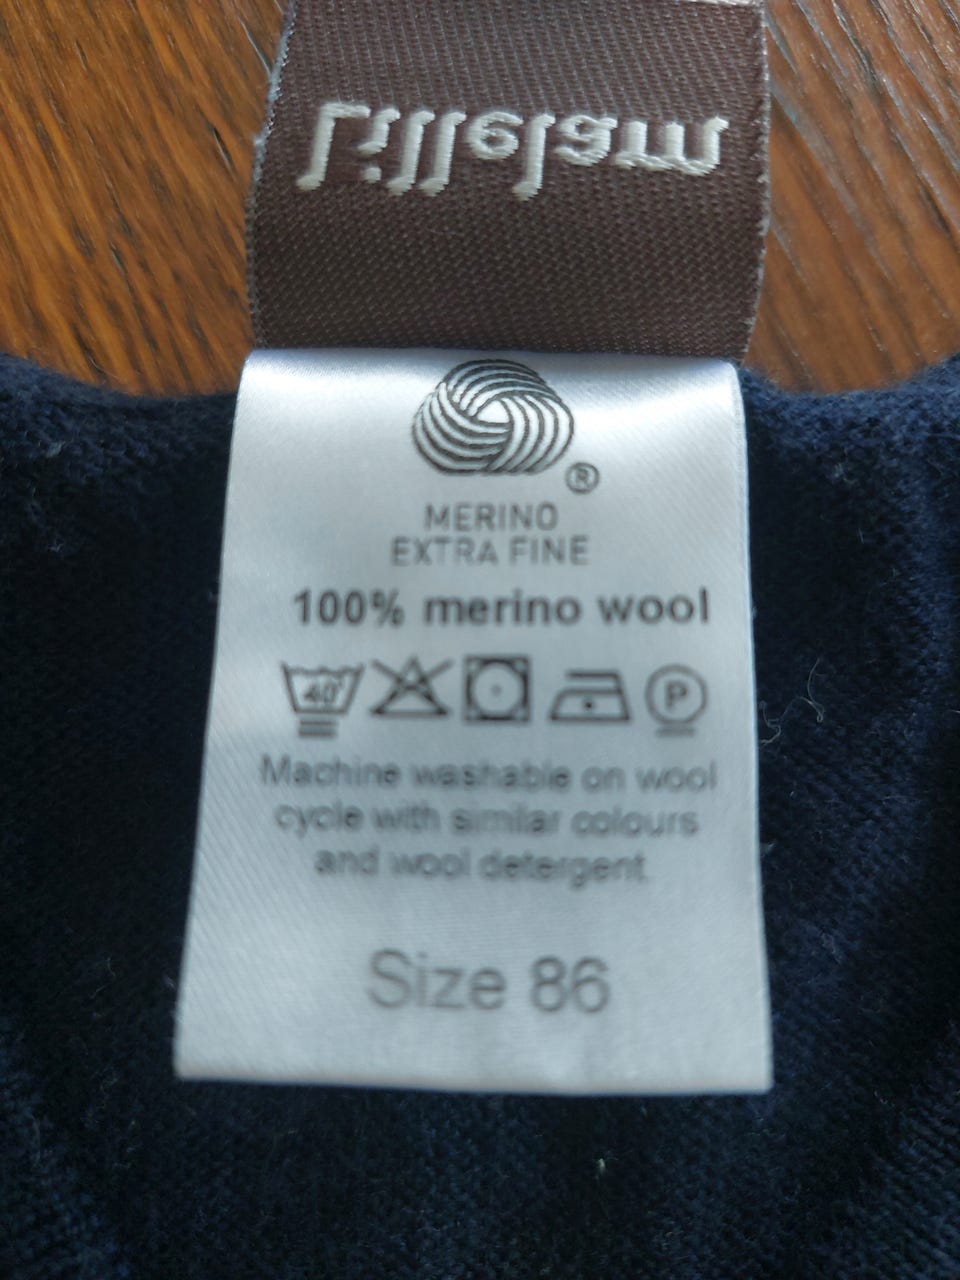 Lillelam
®
MERINO
EXTRA FINE
100% merino wool
40° P
Machine washable on wool
cycle with similar colours
and wool detergent.
Size 86